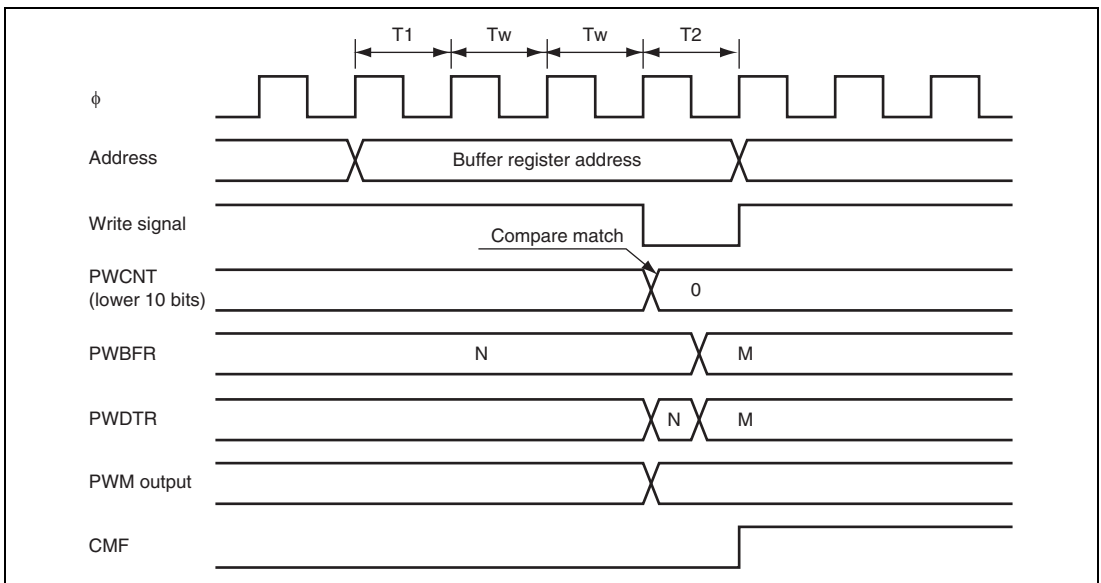 T1 Tw Tw T2
ϕ
Address Buffer register address
Write signal
Compare match
PWCNT
(lower 10 bits) 0
PWBFR N M
PWDTR N M
PWM output
CMF